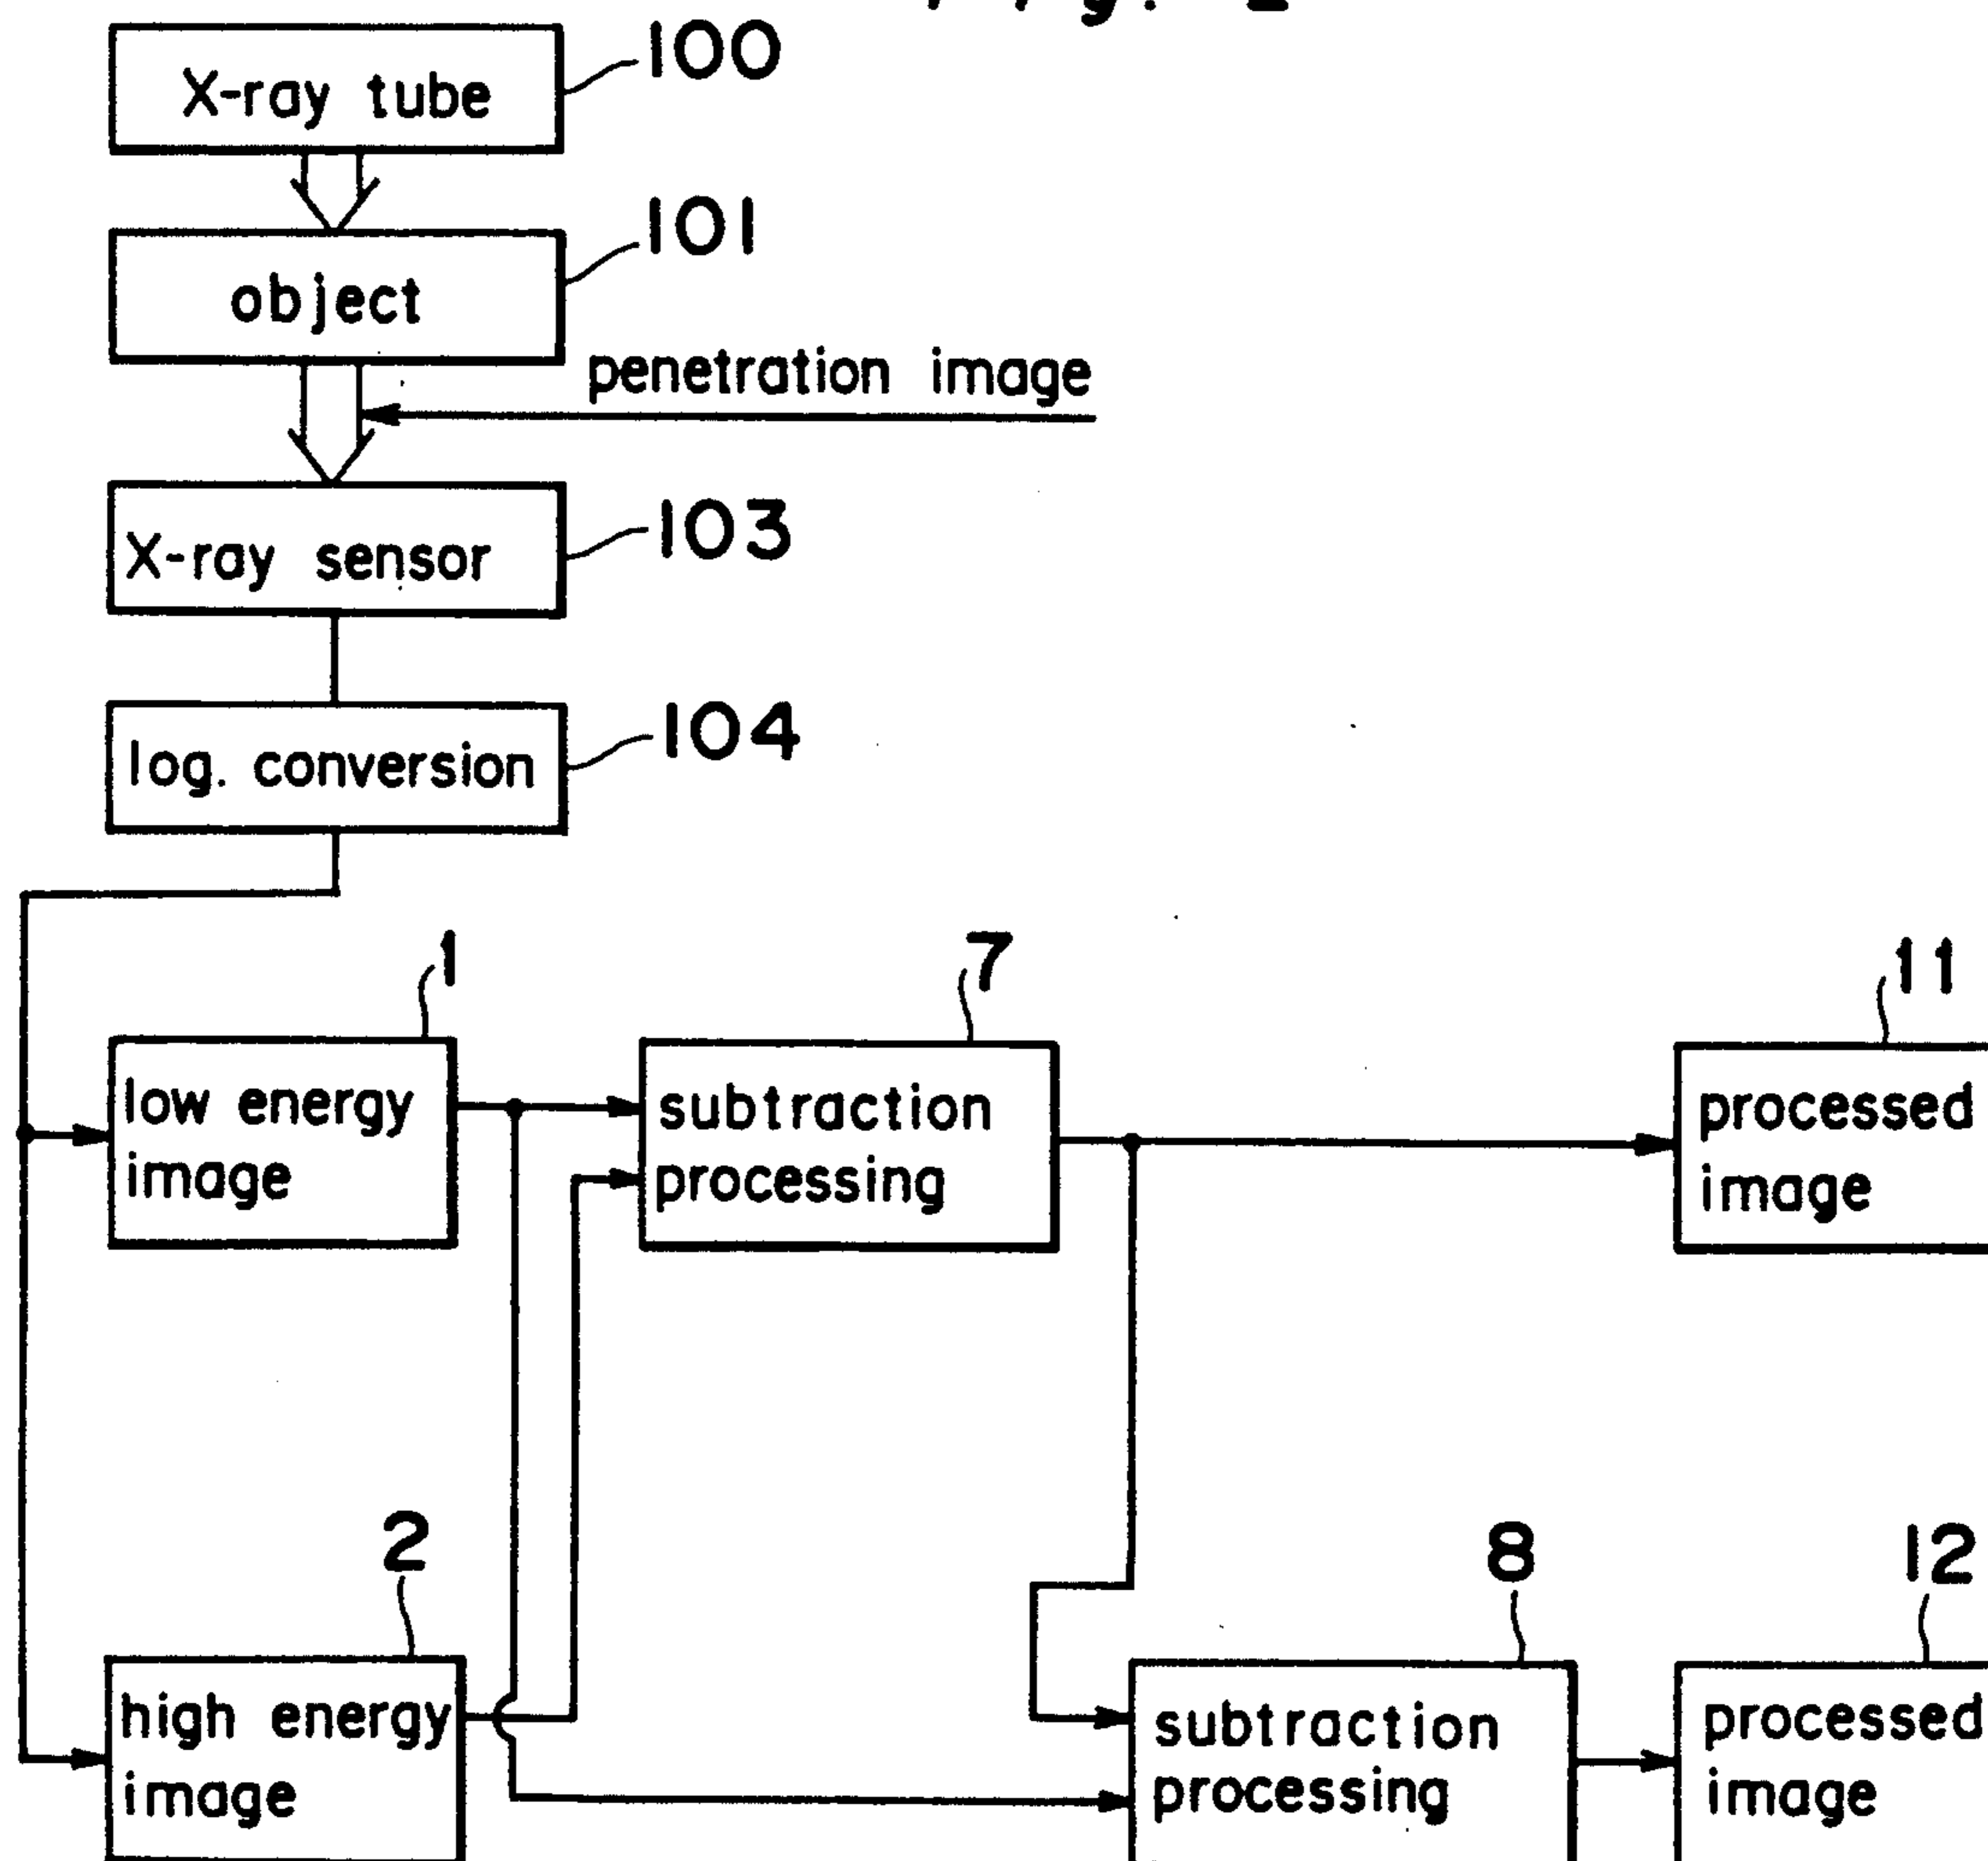 X-ray tube
100
object
101
penetration image
X-ray sensor
103
log. conversion
104
1
7
11
low energy
image
subtraction
processing
processed
image
2
8
12
high energy
image
subtraction
processing
processed
image